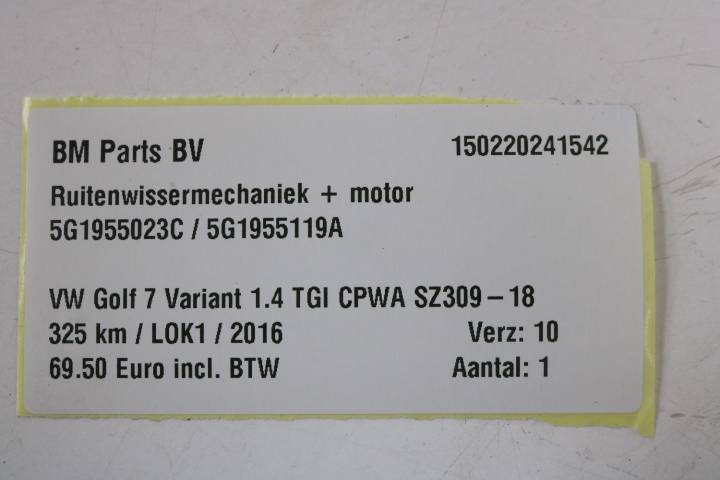 BM Parts BV 150220241542
Ruitenwissermechaniek + motor
5G1955023C / 5G1955119A
VW Golf 7 Variant 1.4 TGI CPWA SZ309 – 18
325 km / LOK1 / 2016 Verz: 10
69.50 Euro incl. BTW Aantal: 1